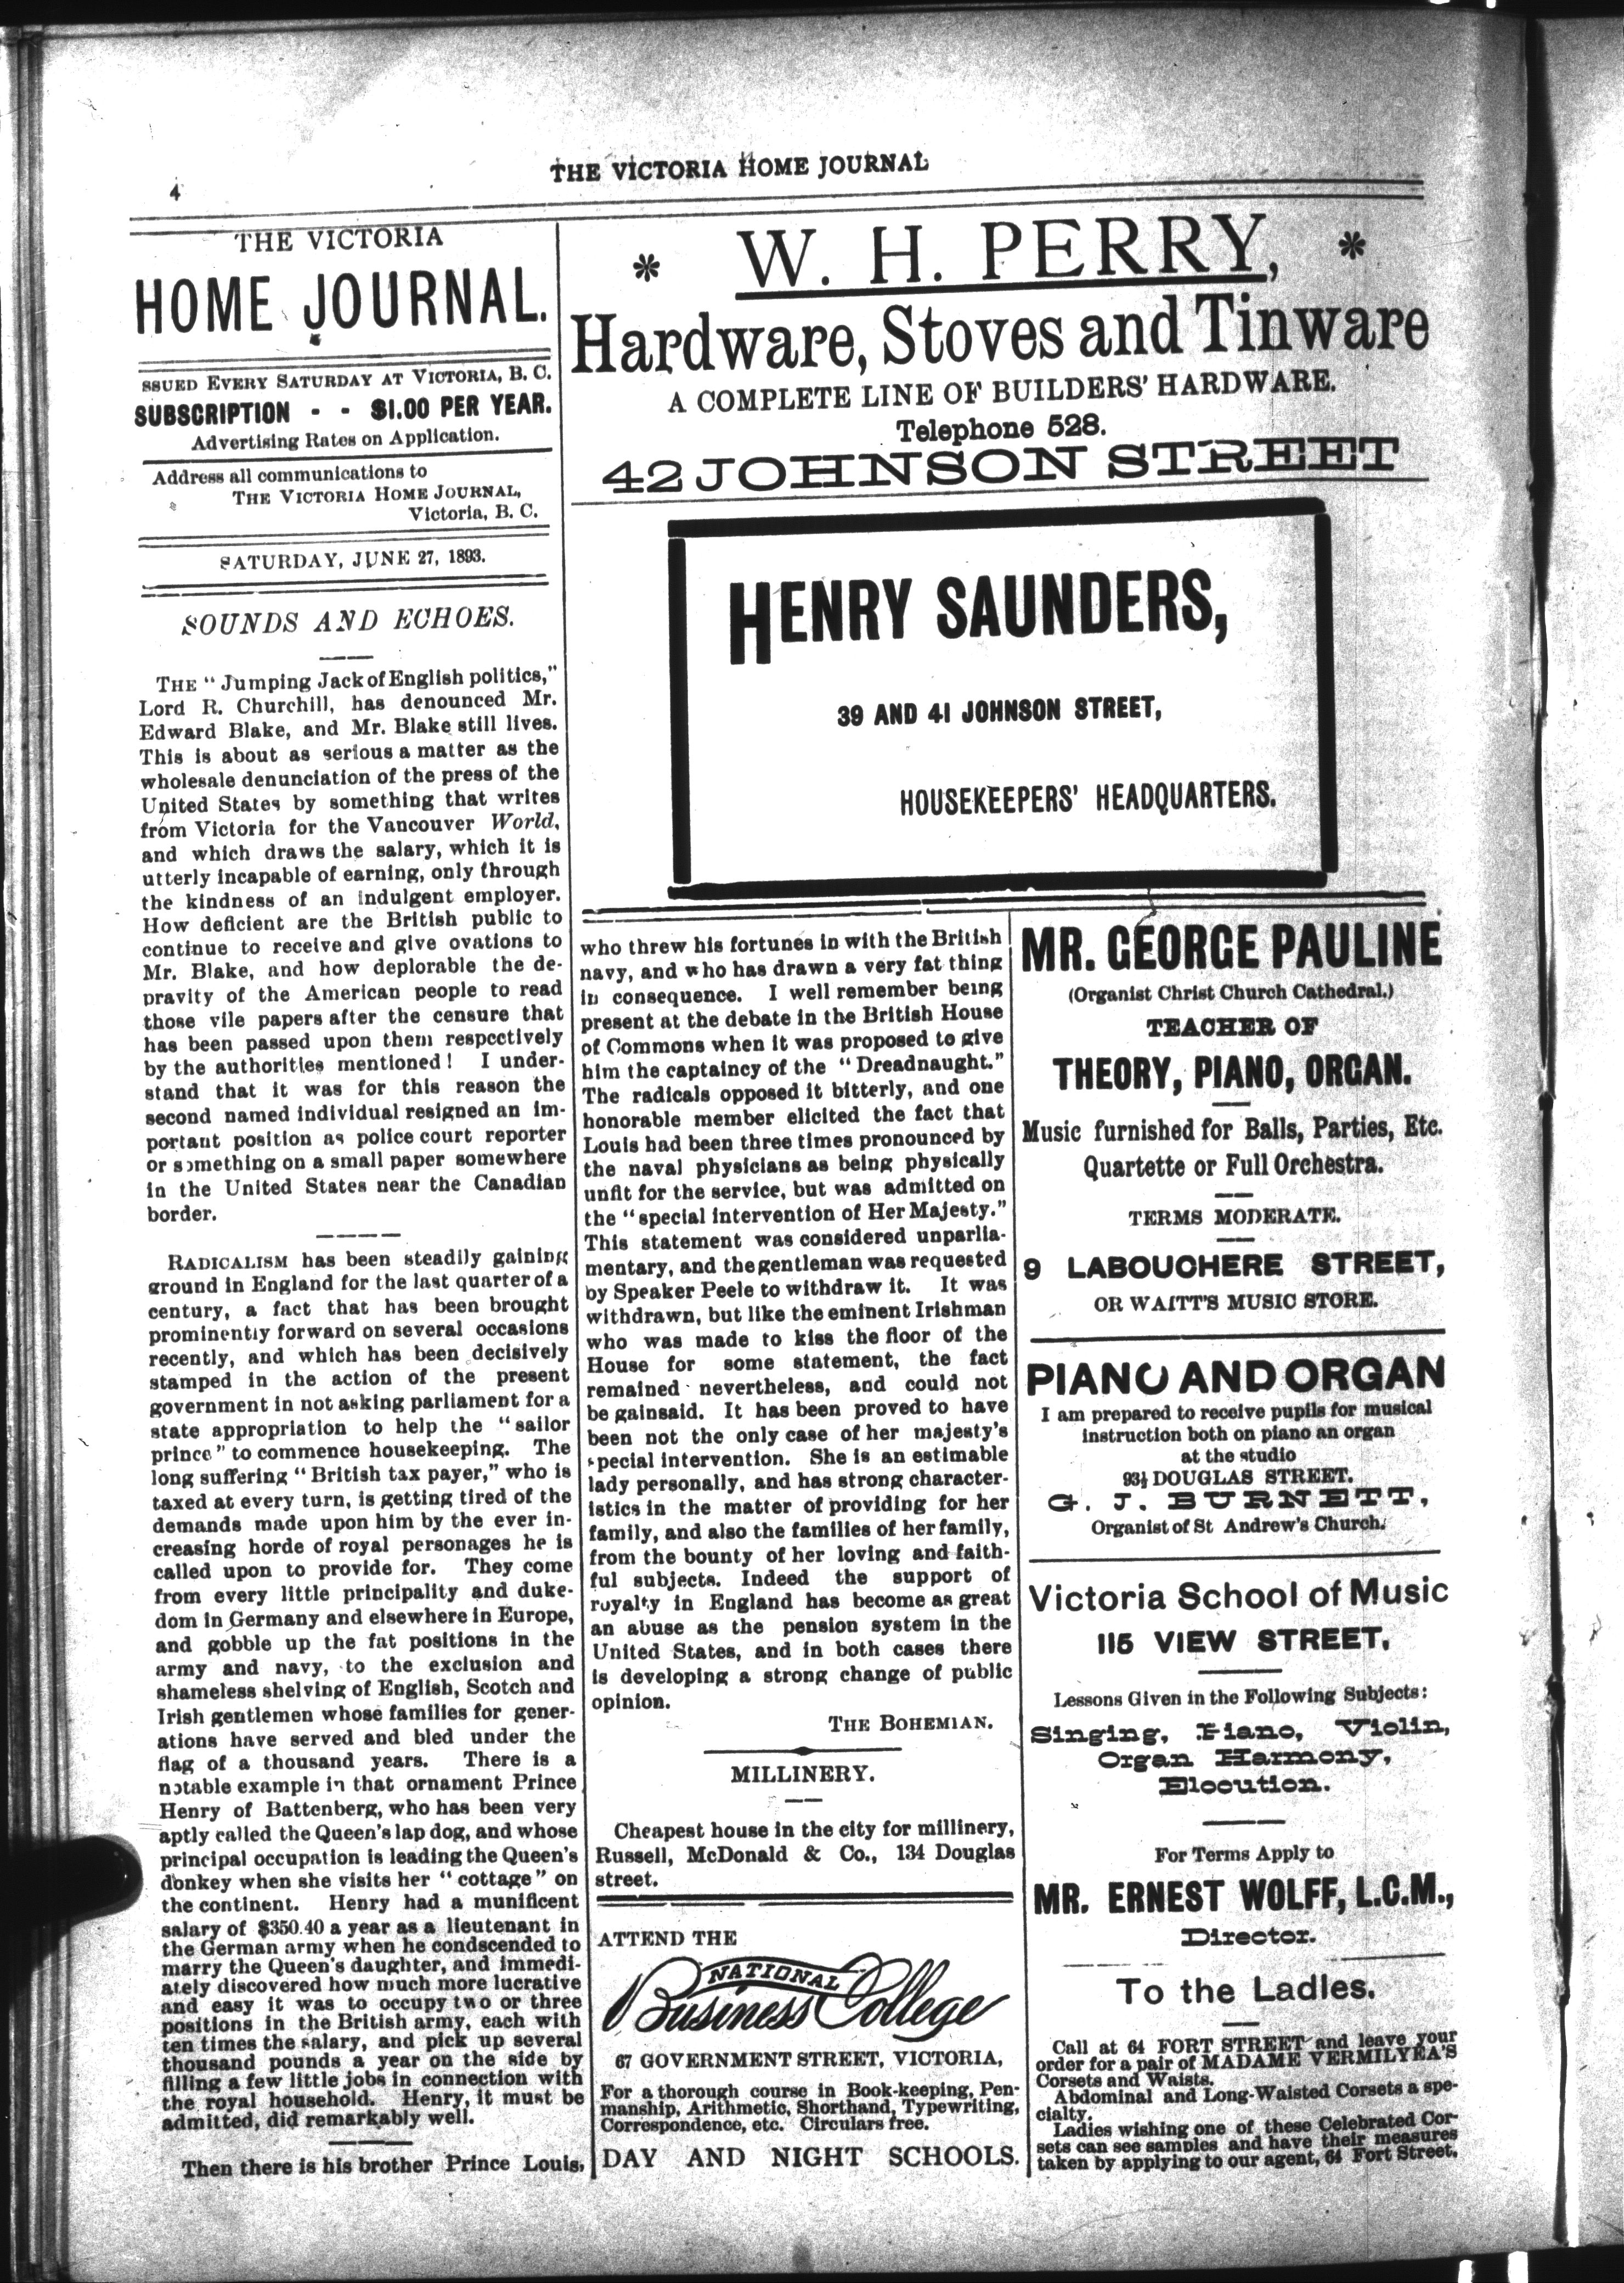 4
THE VICTORIA HOME JOURNAL
THE VICTORIA
HOME JOURNAL.
SSUED EVERY SATURDAY AT VICTORIA, B. C.
SUBSCRIPTION - - $1.00 PER YEAR.
Advertising Rates on Application.
Address all communications to
THE VICTORIA HOME JOURNAL,
Victoria, B. C.
SATURDAY, JUNE 27, 1893.
SOUNDS AND ECHOES.
THE "Jumping Jack of English politics,"
Lord R. Churchill, has denounced Mr.
Edward Blake, and Mr. Blake still lives.
This is about as serious a matter as the
wholesale denunciation of the press of the
United States by something that writes
from Victoria for the Vancouver World,
and which draws the salary, which it is
utterly incapable of earning, only through
the kindness of an indulgent employer.
How deficient are the British public to
continue to receive and give ovations to
Mr. Blake, and how deplorable the de-
pravity of the American people to read
those vile papers after the censure that
has been passed upon them respectively
by the authorities mentioned! I under-
stand that it was for this reason the
second named individual resigned an im-
portant position as police court reporter
or something on a small paper somewhere
in the United States near the Canadian
border.
RADICALISM has been steadily gaining
ground in England for the last quarter of a
century, a fact that has been brought
prominently forward on several occasions
recently, and which has been decisively
stamped in the action of the present
government in not asking parliament for a
state appropriation to help the "sailor
prince" to commence housekeeping. The
long suffering "British tax payer," who is
taxed at every turn, is getting tired of the
demands made upon him by the ever in-
creasing horde of royal personages he is
called upon to provide for. They come
from every little principality and duke-
dom in Germany and elsewhere in Europe,
and gobble up the fat positions in the
army and navy, to the exclusion and
shameless shelving of English, Scotch and
Irish gentlemen whose families for gener-
ations have served and bled under the
flag of a thousand years. There is a
notable example in that ornament Prince
Henry of Battenberg, who has been very
aptly called the Queen's lap dog, and whose
principal occupation is leading the Queen's
donkey when she visits her "cottage" on
the continent. Henry had a munificent
salary of $350.40 a year as a lieutenant in
the German army when he condscended to
marry the Queen's daughter, and immedi-
ately discovered how much more lucrative
and easy it was to occupy two or three
positions in the British army, each with
ten times the salary, and pick up several
thousand pounds a year on the side by
filling a few little jobs in connection with
the royal household. Henry, it must be
admitted, did remarkably well.
Then there is his brother Prince Louis,
W. H. PERRY,
Hardware, Stoves and Tinware
A COMPLETE LINE OF BUILDERS' HARDWARE.
Telephone 528.
42 JOHNSON STREET
HENRY SAUNDERS,
39 AND 41 JOHNSON STREET,
HOUSEKEEPERS' HEADQUARTERS.
who threw his fortunes in with the British
navy, and who has drawn a very fat thing
in consequence. I well remember being
present at the debate in the British House
of Commons when it was proposed to give
him the captaincy of the "Dreadnaught."
The radicals opposed it bitterly, and one
honorable member elicited the fact that
Louis had been three times pronounced by
the naval physicians as being physically
unfit for the service, but was admitted on
the "special intervention of Her Majesty."
This statement was considered unparlia-
mentary, and the gentleman was requested
by Speaker Peele to withdraw it. It was
withdrawn, but like the eminent Irishman
who was made to kiss the floor of the
House for some statement, the fact
remained nevertheless, and could not
be gainsaid. It has been proved to have
been not the only case of her majesty's
special intervention. She is an estimable
lady personally, and has strong character-
istics in the matter of providing for her
family, and also the families of her family,
from the bounty of her loving and faith-
ful subjects. Indeed the support of
royalty in England has become as great
an abuse as the pension system in the
United States, and in both cases there
is developing a strong change of public
opinion.
THE BOHEMIAN.
MILLINERY.
Cheapest house in the city for millinery,
Russell, McDonald & Co., 134 Douglas
street.
ATTEND THE
NATIONAL
Business College
67 GOVERNMENT STREET, VICTORIA,
For a thorough course in Book-keeping, Pen-
manship, Arithmetic, Shorthand, Typewriting,
Correspondence, etc. Circulars free.
DAY AND NIGHT SCHOOLS.
MR. GEORGE PAULINE
(Organist Christ Church Cathedral.)
TEACHER OF
THEORY, PIANO, ORGAN.
Music furnished for Balls, Parties, Etc.
Quartette or Full Orchestra.
TERMS MODERATE.
9 LABOUCHERE STREET,
OR WAITT'S MUSIC STORE.
PIANO AND ORGAN
I am prepared to receive pupils for musical
instruction both on piano an organ
at the studio
93½ DOUGLAS STREET.
G. J. BURNETT,
Organist of St Andrew's Church.
Victoria School of Music
115 VIEW STREET,
Lessons Given in the Following Subjects:
Singing, Piano, Violin,
Organ Harmony,
Elocution.
For Terms Apply to
MR. ERNEST WOLFF, L.C.M.,
Director.
To the Ladies.
Call at 64 FORT STREET and leave your
order for a pair of MADAME VERMILYEA'S
Corsets and Waists.
Abdominal and Long-Waisted Corsets a spe-
cialty.
Ladies wishing one of these Celebrated Cor-
sets can see samples and have their measures
taken by applying to our agent, 64 Fort Street.